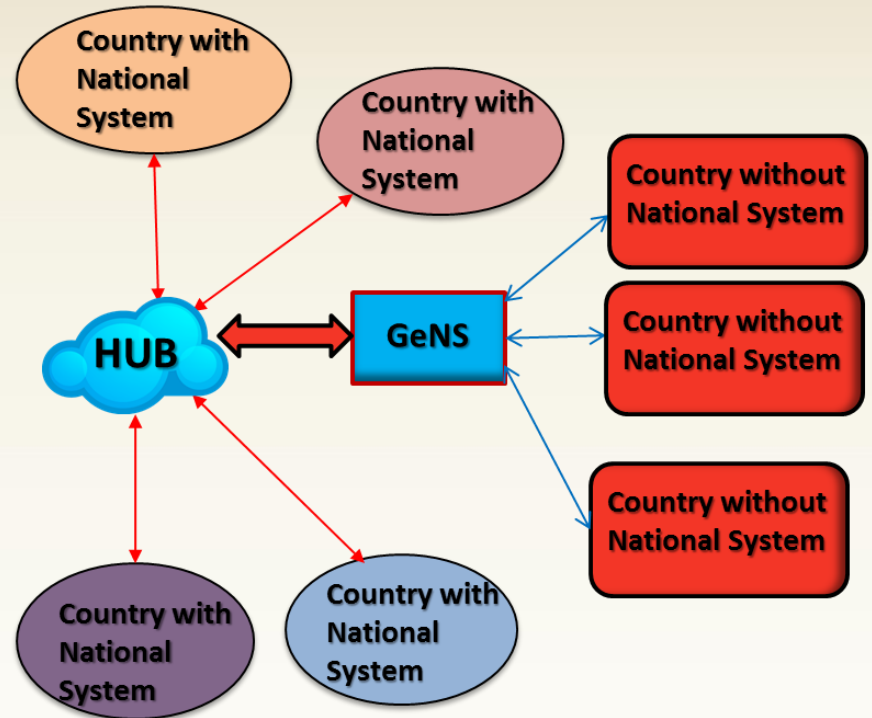 Country with
National
System
Country with
National
System
Country without
National System
HUB
GeNS
Country without
National System
Country without
National System
Country with
National
System
Country with
National
System